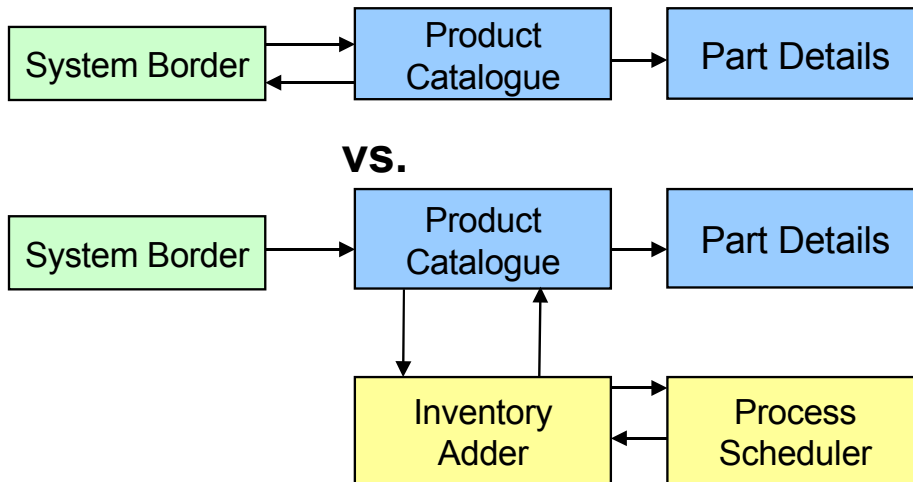 System Border
Product
Catalogue
Part Details
vs.
System Border
Product
Catalogue
Part Details
Inventory
Adder
Process
Scheduler